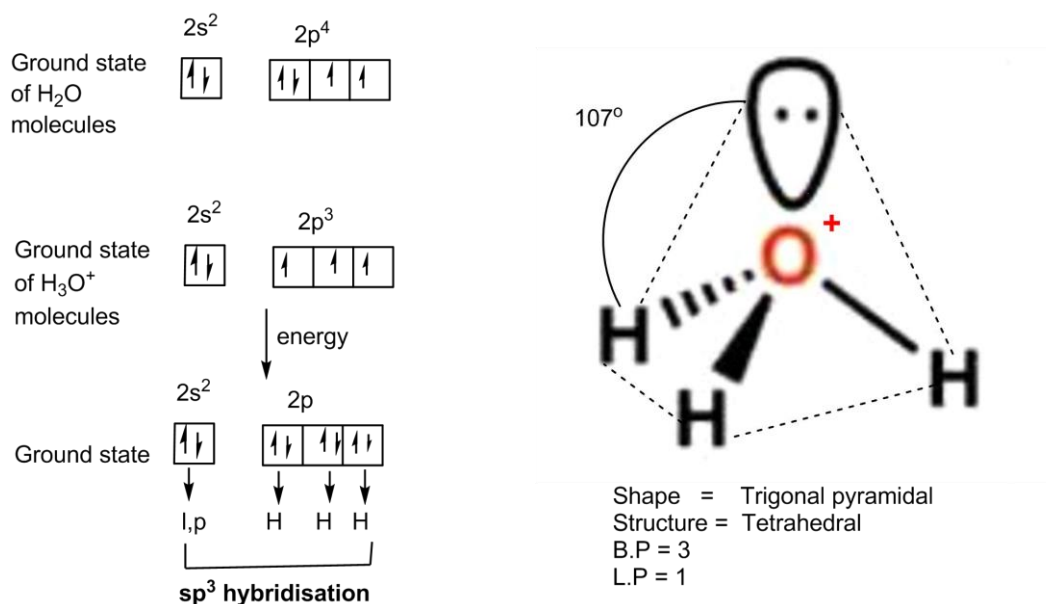 2s²
2p⁴
Ground state
of H₂O
molecules
2s²
2p³
Ground state
of H₃O⁺
molecules
energy
2s²
2p
Ground state
l,p H H H
sp³ hybridisation
107º
O +
H
H
H
Shape = Trigonal pyramidal
Structure = Tetrahedral
B.P = 3
L.P = 1